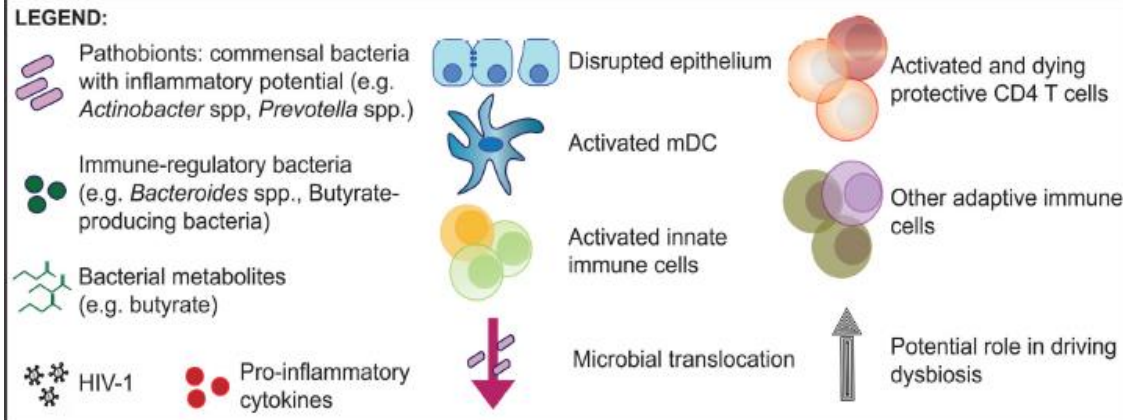 LEGEND:
Pathobionts: commensal bacteria
with inflammatory potential (e.g.
Actinobacter spp, Prevotella spp.)
Immune-regulatory bacteria
(e.g. Bacteroides spp., Butyrate-
producing bacteria)
Bacterial metabolites
(e.g. butyrate)
HIV-1
Pro-inflammatory
cytokines
Disrupted epithelium
Activated mDC
Activated innate
immune cells
Microbial translocation
Activated and dying
protective CD4 T cells
Other adaptive immune
cells
Potential role in driving
dysbiosis